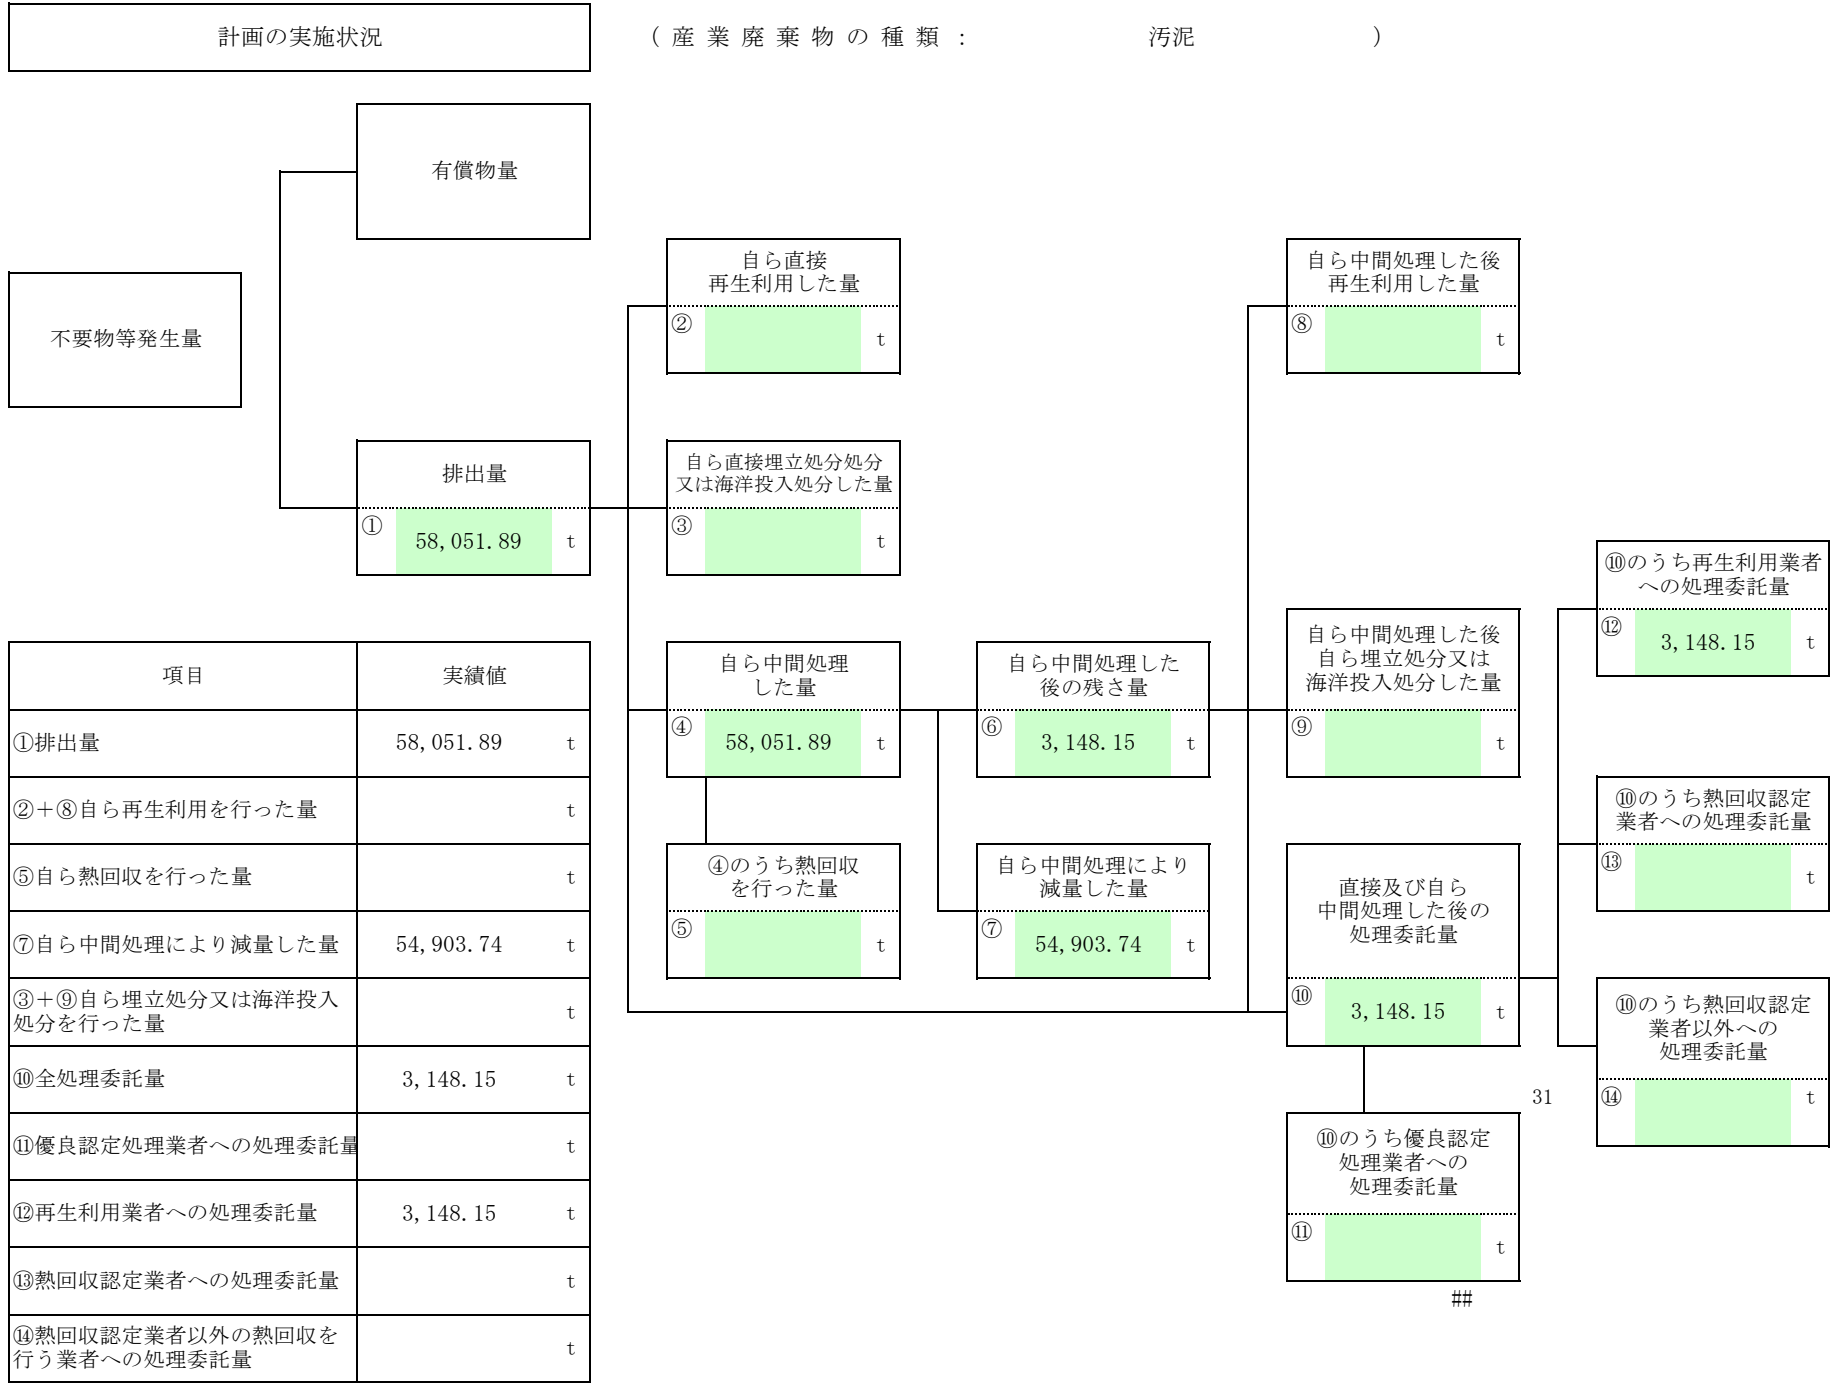 計画の実施状況
（産業廃棄物の種類： 汚泥 ）
有償物量
不要物等発生量
排出量
① 58,051.89 t
自ら直接
再生利用した量
② t
自ら直接埋立処分処分
又は海洋投入処分した量
③ t
自ら中間処理
した量
④ 58,051.89 t
④のうち熱回収
を行った量
⑤ t
自ら中間処理した
後の残さ量
⑥ 3,148.15 t
自ら中間処理により
減量した量
⑦ 54,903.74 t
自ら中間処理した後
再生利用した量
⑧ t
自ら中間処理した後
自ら埋立処分又は
海洋投入処分した量
⑨ t
直接及び自ら
中間処理した後の
処理委託量
⑩ 3,148.15 t
⑩のうち優良認定
処理業者への
処理委託量
⑪ t
##
⑩のうち再生利用業者
への処理委託量
⑫ 3,148.15 t
⑩のうち熱回収認定
業者への処理委託量
⑬ t
⑩のうち熱回収認定
業者以外への
処理委託量
31
⑭ t
項目 実績値
①排出量 58,051.89 t
②＋⑧自ら再生利用を行った量 t
⑤自ら熱回収を行った量 t
⑦自ら中間処理により減量した量 54,903.74 t
③＋⑨自ら埋立処分又は海洋投入
処分を行った量 t
⑩全処理委託量 3,148.15 t
⑪優良認定処理業者への処理委託量 t
⑫再生利用業者への処理委託量 3,148.15 t
⑬熱回収認定業者への処理委託量 t
⑭熱回収認定業者以外の熱回収を
行う業者への処理委託量 t